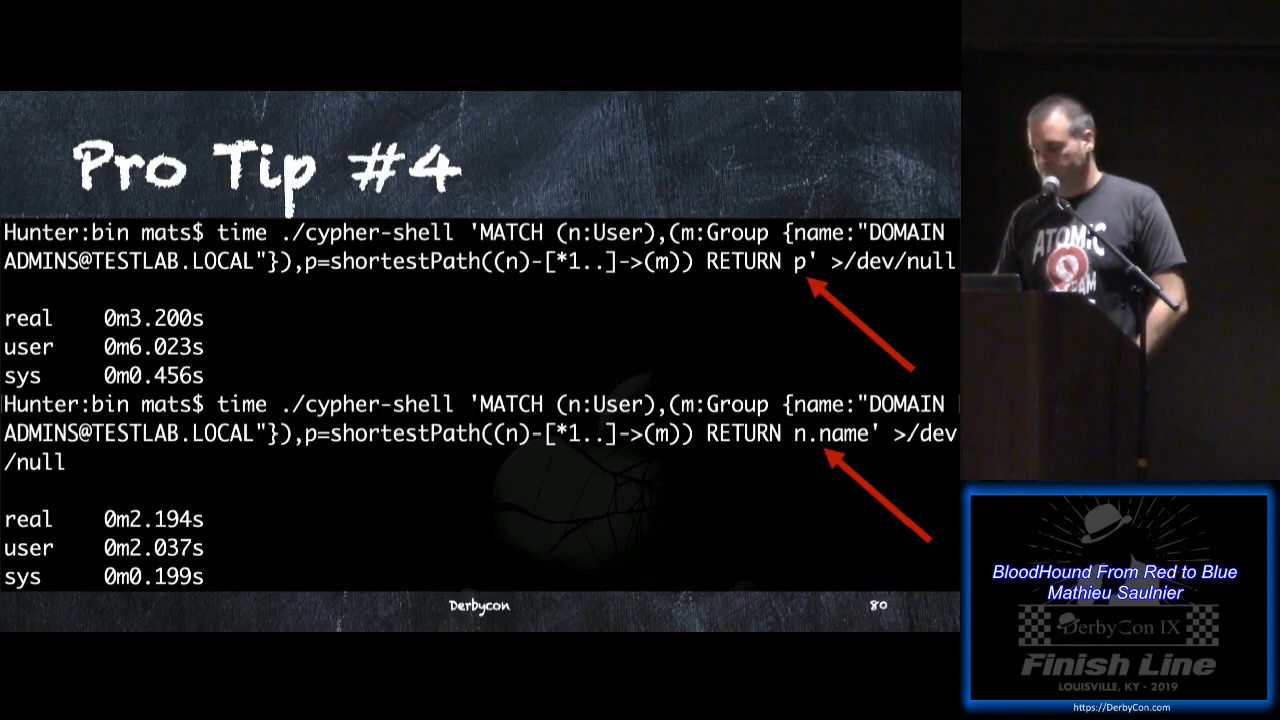 Pro Tip #4
Hunter:bin mats$ time ./cypher-shell 'MATCH (n:User),(m:Group {name:"DOMAIN
ADMINS@TESTLAB.LOCAL"}),p=shortestPath((n)-[*1..]->(m)) RETURN p' >/dev/null
real 0m3.200s
user 0m6.023s
sys 0m0.456s
Hunter:bin mats$ time ./cypher-shell 'MATCH (n:User),(m:Group {name:"DOMAIN
ADMINS@TESTLAB.LOCAL"}),p=shortestPath((n)-[*1..]->(m)) RETURN n.name' >/dev
/null
real 0m2.194s
user 0m2.037s
sys 0m0.199s
Derbycon
80
ATOMIC
BloodHound From Red to Blue
Mathieu Saulnier
DerbyCon IX
Finish Line
LOUISVILLE, KY - 2019
https://DerbyCon.com